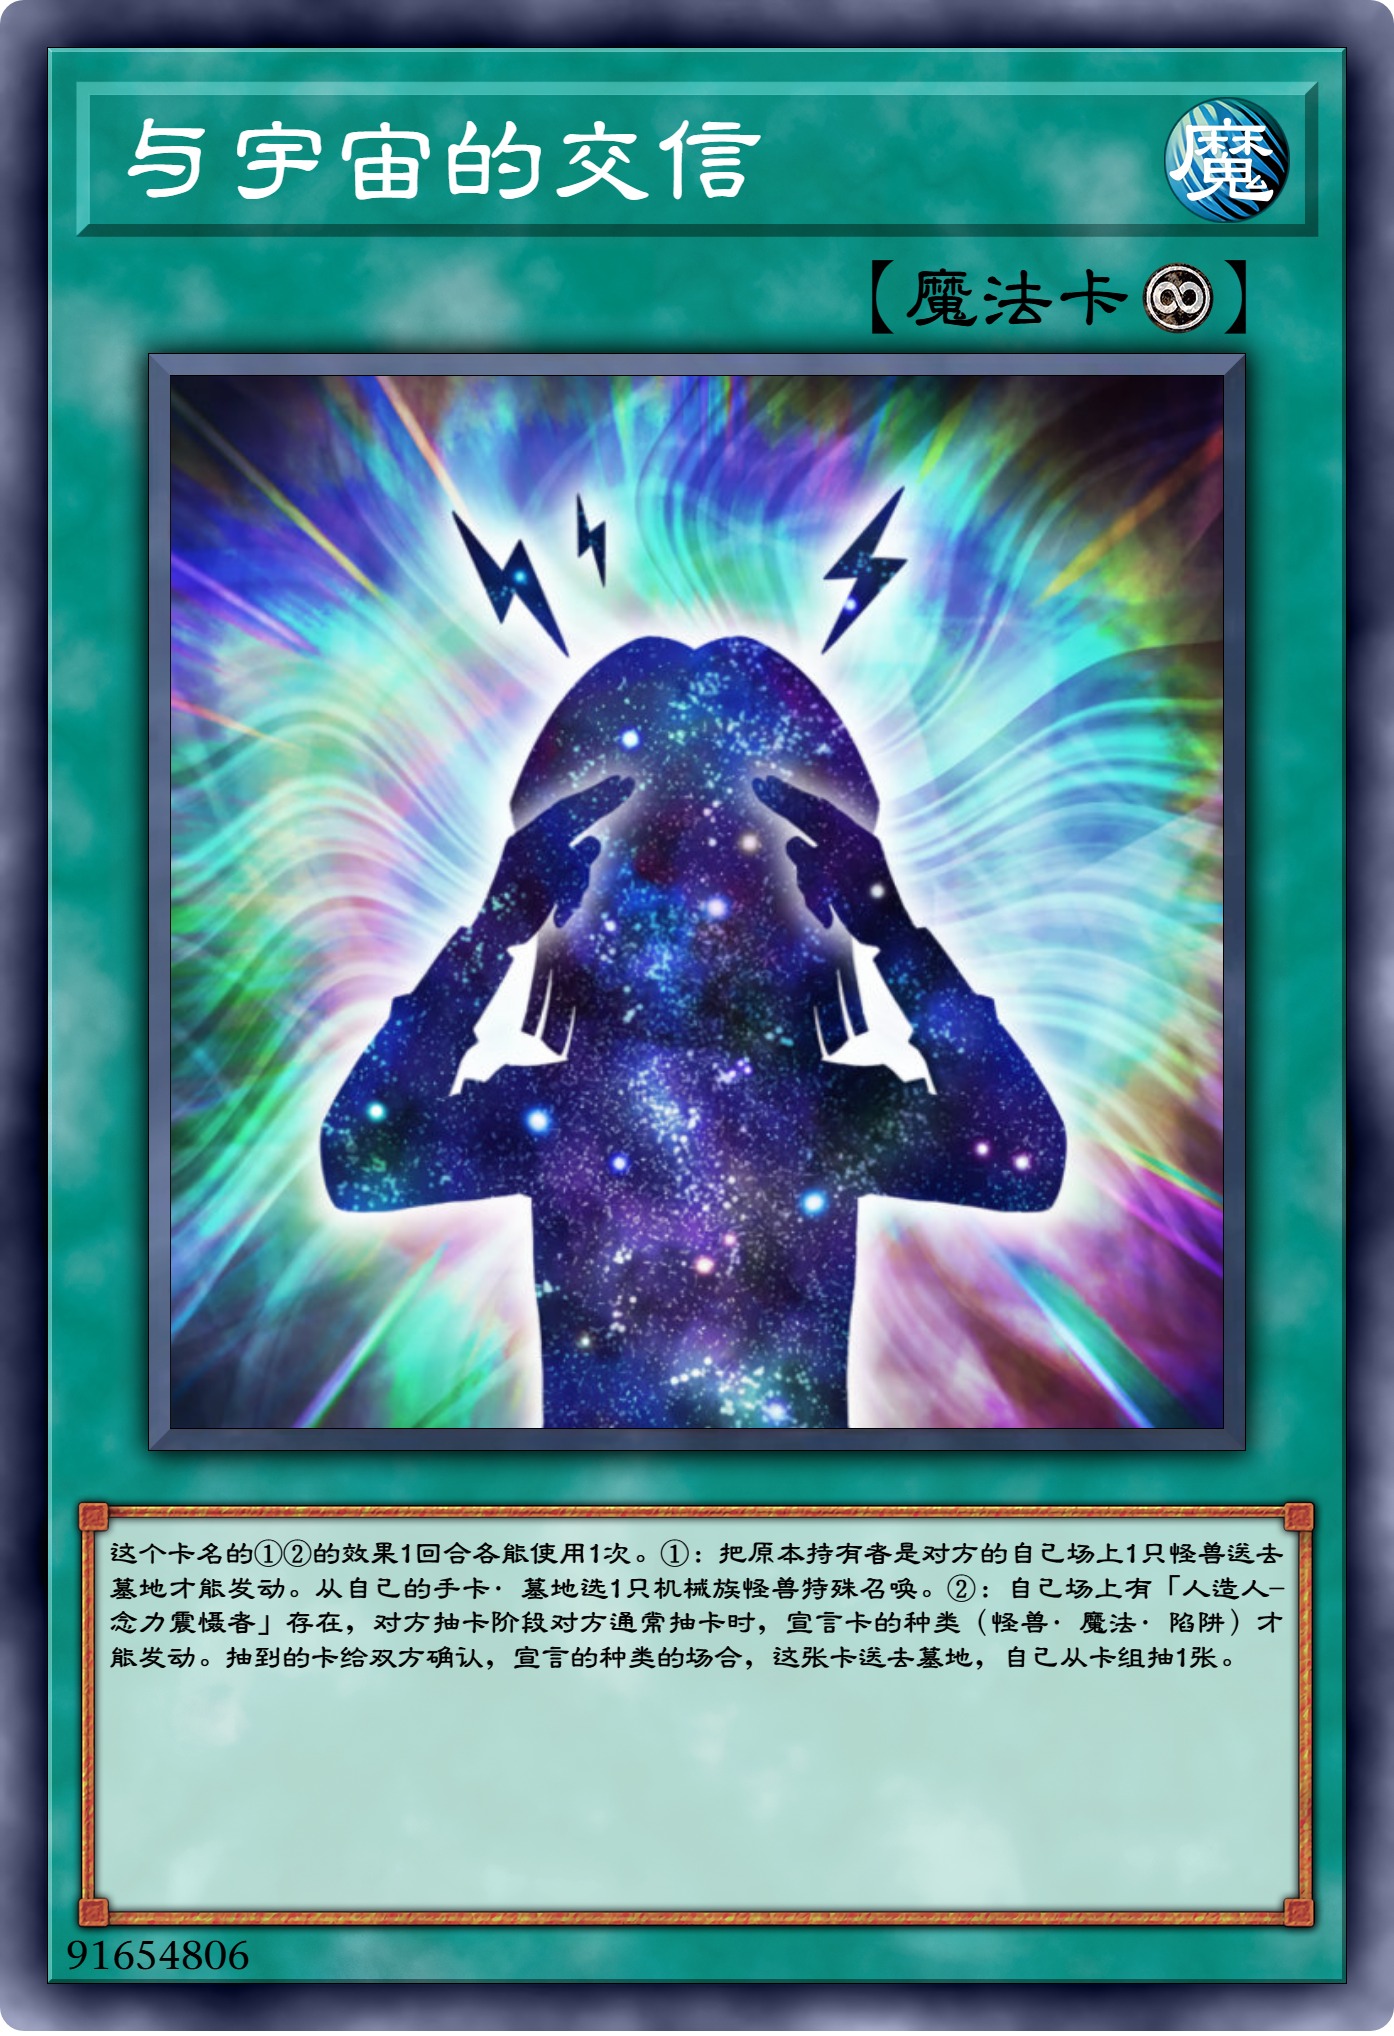 与宇宙的交信
魔
【魔法卡】
这个卡名的①②的效果1回合各能使用1次。①：把原本持有者是对方的自己场上1只怪兽送去
墓地才能发动。从自己的手卡·墓地选1只机械族怪兽特殊召唤。②：自己场上有「人造人-
念力震慑者」存在，对方抽卡阶段对方通常抽卡时，宣言卡的种类（怪兽·魔法·陷阱）才
能发动。抽到的卡给双方确认，宣言的种类的场合，这张卡送去墓地，自己从卡组抽1张。
91654806